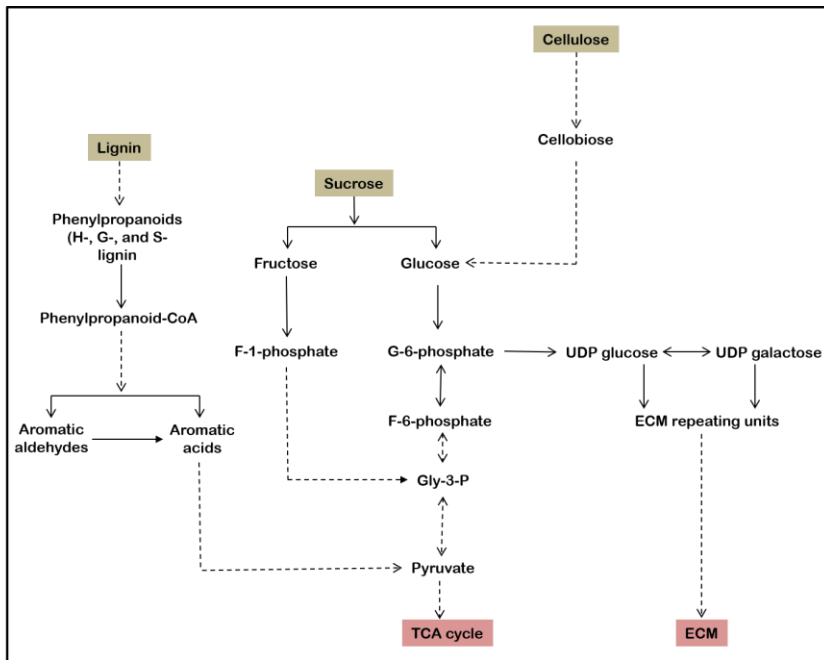 Cellulose
Cellobiose
Lignin
Sucrose
Phenylpropanoids
(H-, G-, and S-
lignin
Fructose
Glucose
Phenylpropanoid-CoA
F-1-phosphate
G-6-phosphate
UDP glucose
UDP galactose
Aromatic
aldehydes
Aromatic
acids
F-6-phosphate
ECM repeating units
Gly-3-P
Pyruvate
TCA cycle
ECM